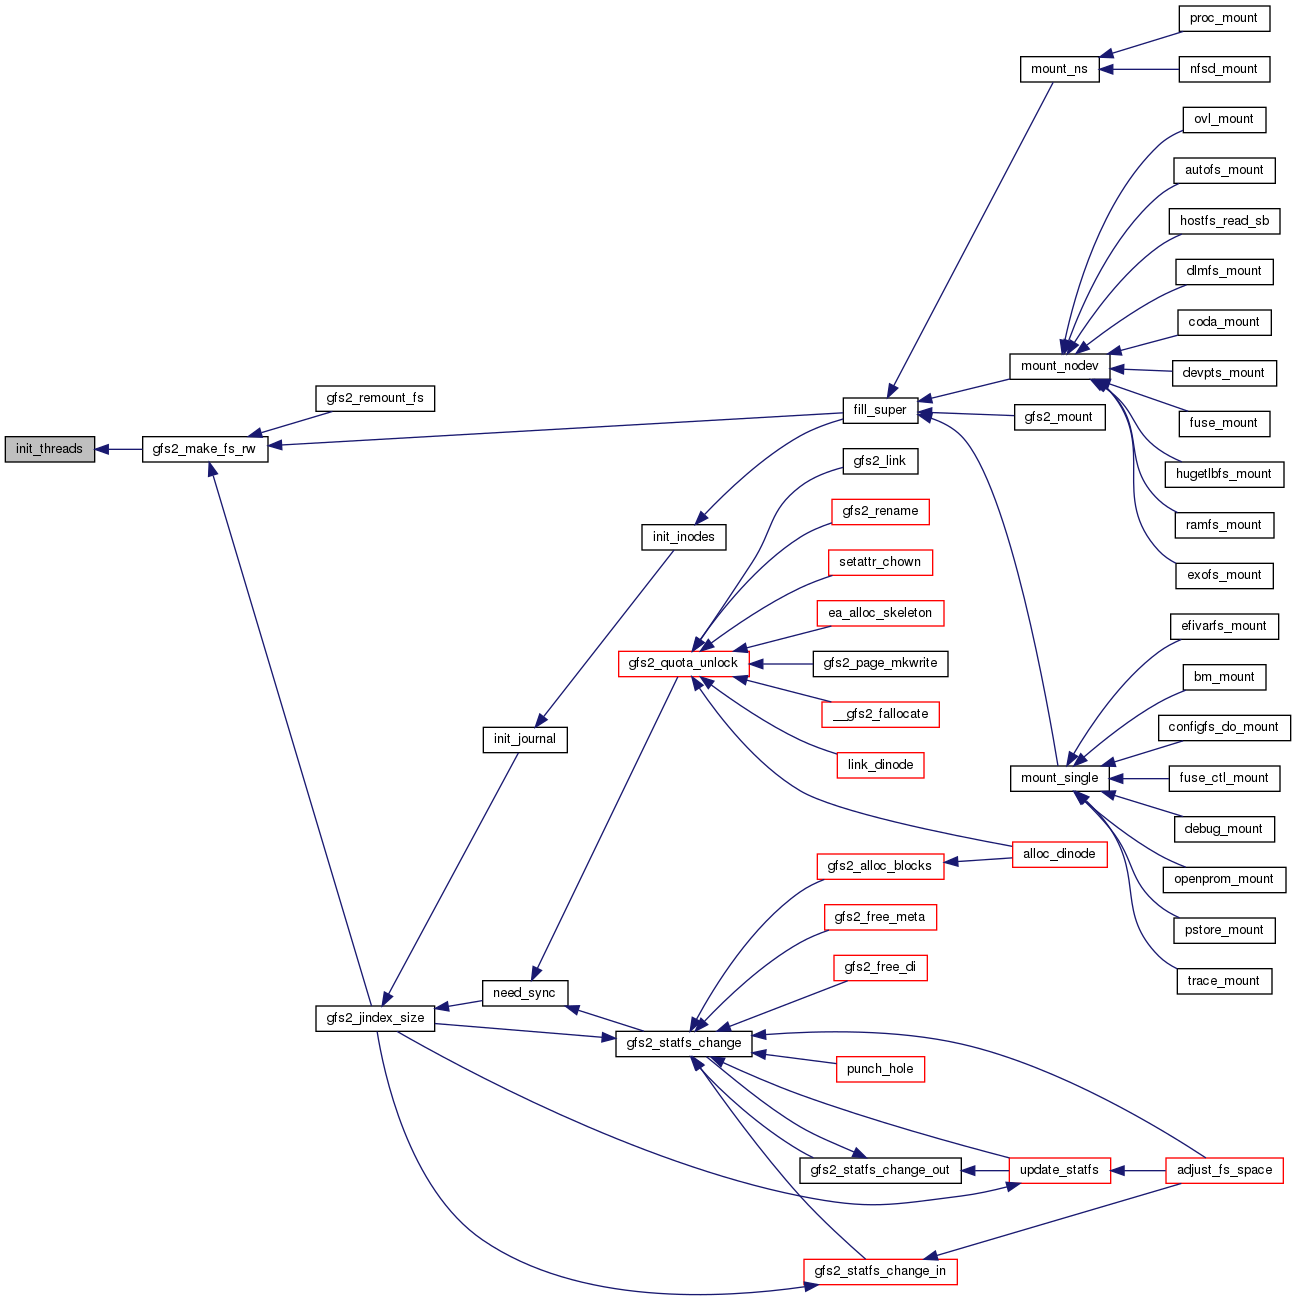 proc_mount
mount_ns
nfsd_mount
ovl_mount
autofs_mount
hostfs_read_sb
dlmfs_mount
coda_mount
mount_nodev
devpts_mount
gfs2_remount_fs
fill_super
gfs2_mount
fuse_mount
init_threads
gfs2_make_fs_rw
gfs2_link
hugetlbfs_mount
gfs2_rename
ramfs_mount
init_inodes
setattr_chown
exofs_mount
ea_alloc_skeleton
efivarfs_mount
gfs2_quota_unlock
gfs2_page_mkwrite
bm_mount
__gfs2_fallocate
configfs_do_mount
init_journal
link_dinode
mount_single
fuse_ctl_mount
debug_mount
gfs2_alloc_blocks
alloc_dinode
openprom_mount
gfs2_free_meta
pstore_mount
gfs2_free_di
trace_mount
need_sync
gfs2_jindex_size
gfs2_statfs_change
punch_hole
gfs2_statfs_change_out
update_statfs
adjust_fs_space
gfs2_statfs_change_in